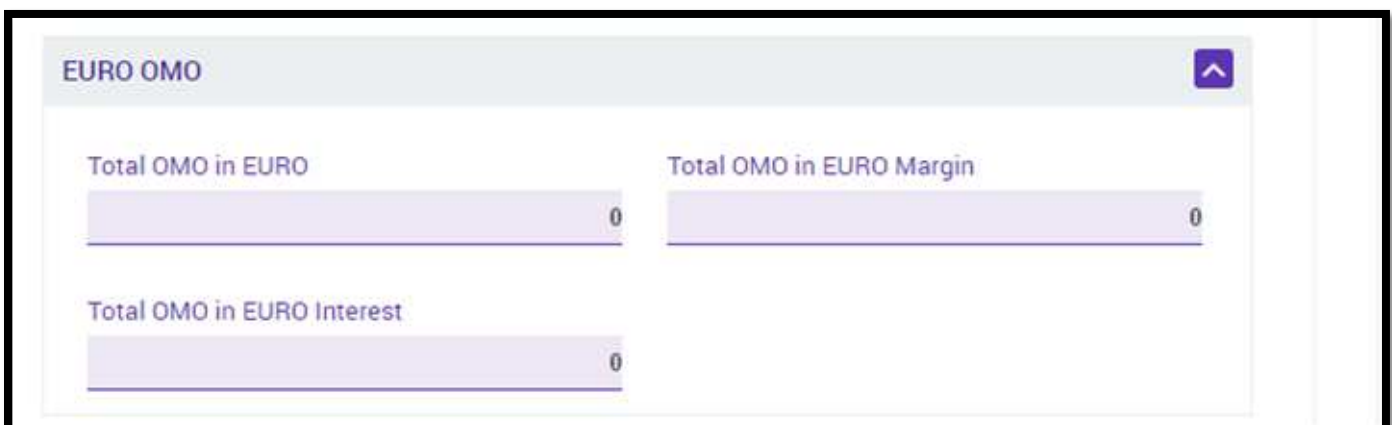 EURO OMO
Total OMO in EURO Total OMO in EURO Margin
0 0
Total OMO in EURO Interest
0